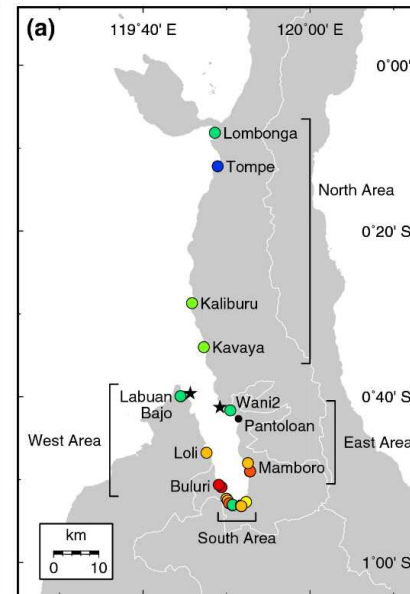 (a)
119°40' E
120°00' E
0°00'
Lombonga
Tompe
North Area
0°20' S
Kaliburu
Kavaya
0°40' S
Labuan
Bajo
Wani2
Pantoloan
West Area
East Area
Loli
Mamboro
Buluri
South Area
km
0
10
1°00' S